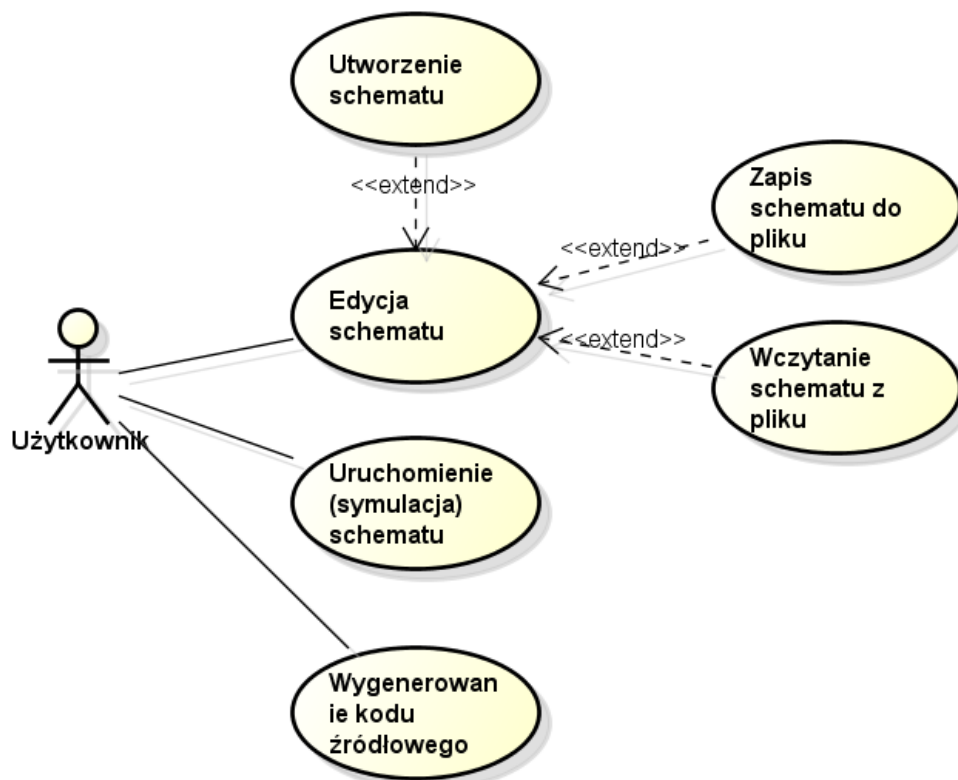 Utworzenie
schematu
<<extend>>
Zapis
schematu do
pliku
<<extend>>
Edycja
schematu
<<extend>>
Wczytanie
schematu z
pliku
Użytkownik
Uruchomienie
(symulacja)
schematu
Wygenerowan
ie kodu
źródłowego